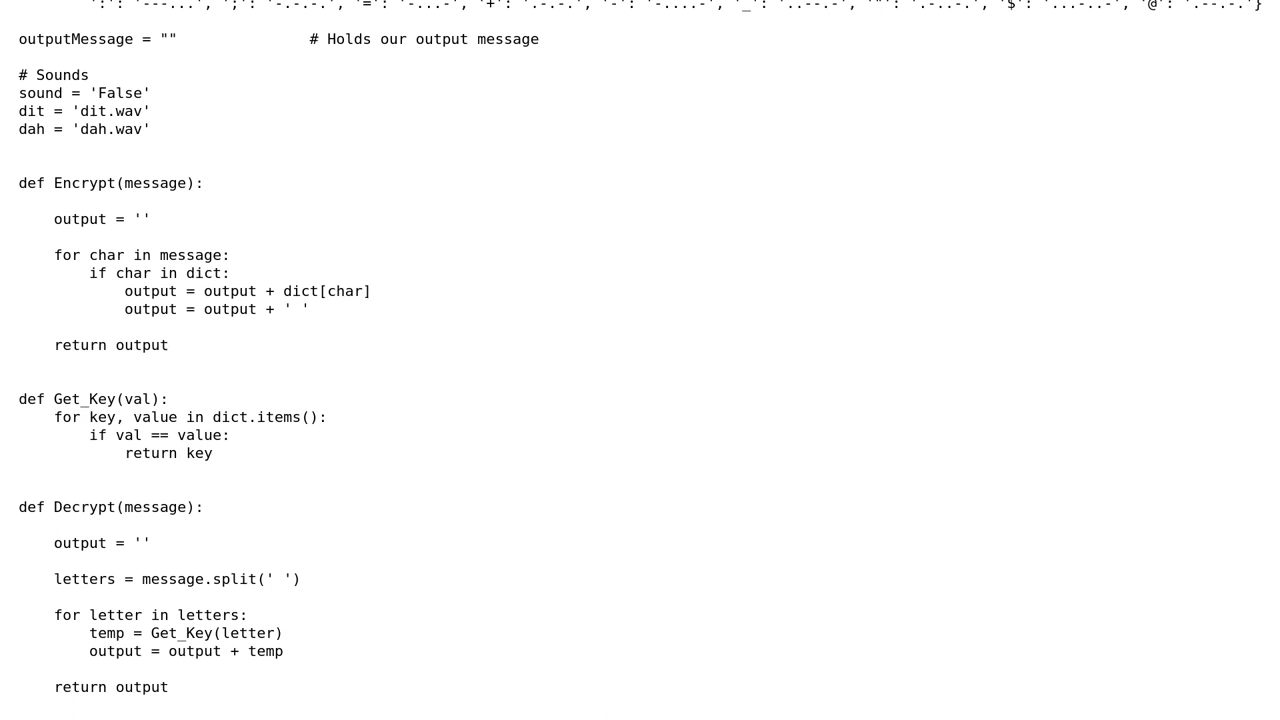 ':': '---...', ';': '-.-.-.', '=': '-...-', '+': '.-.-.', '-': '-....-', '_': '..--.-', '"': '.-..-.', '$': '...-..-', '@': '.--.-.'}
outputMessage = ""               # Holds our output message
# Sounds
sound = 'False'
dit = 'dit.wav'
dah = 'dah.wav'
def Encrypt(message):
    output = ''
    for char in message:
        if char in dict:
            output = output + dict[char]
            output = output + ' '
    return output
def Get_Key(val):
    for key, value in dict.items():
        if val == value:
            return key
def Decrypt(message):
    output = ''
    letters = message.split(' ')
    for letter in letters:
        temp = Get_Key(letter)
        output = output + temp
    return output